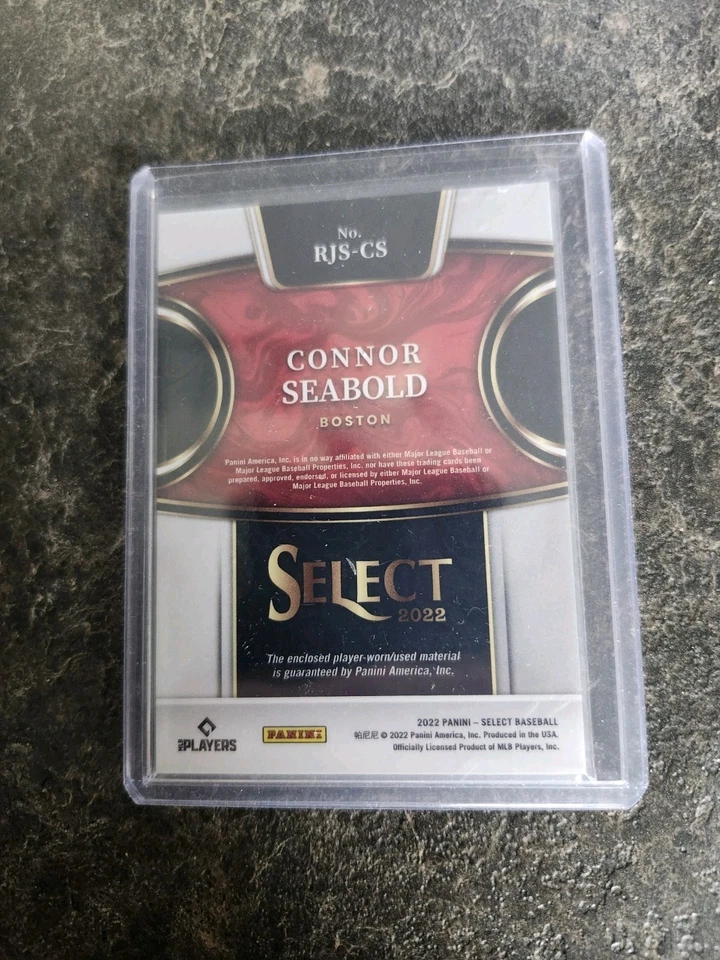 No.
RJS-CS
CONNOR
SEABOLD
BOSTON
Panini America, Inc. is in no way affiliated with either Major League Baseball or
Major League Baseball Properties, Inc. nor have these trading cards been
prepared, approved, endorsed, or licensed by either Major League Baseball or
Major League Baseball Properties, Inc.
SELECT
2022
The enclosed player-worn/used material
is guaranteed by Panini America, Inc.
2022 PANINI – SELECT BASEBALL
MLB PLAYERS
PANINI
帕尼尼 © 2022 Panini America, Inc. Produced in the USA.
Officially Licensed Product of MLB Players, Inc.